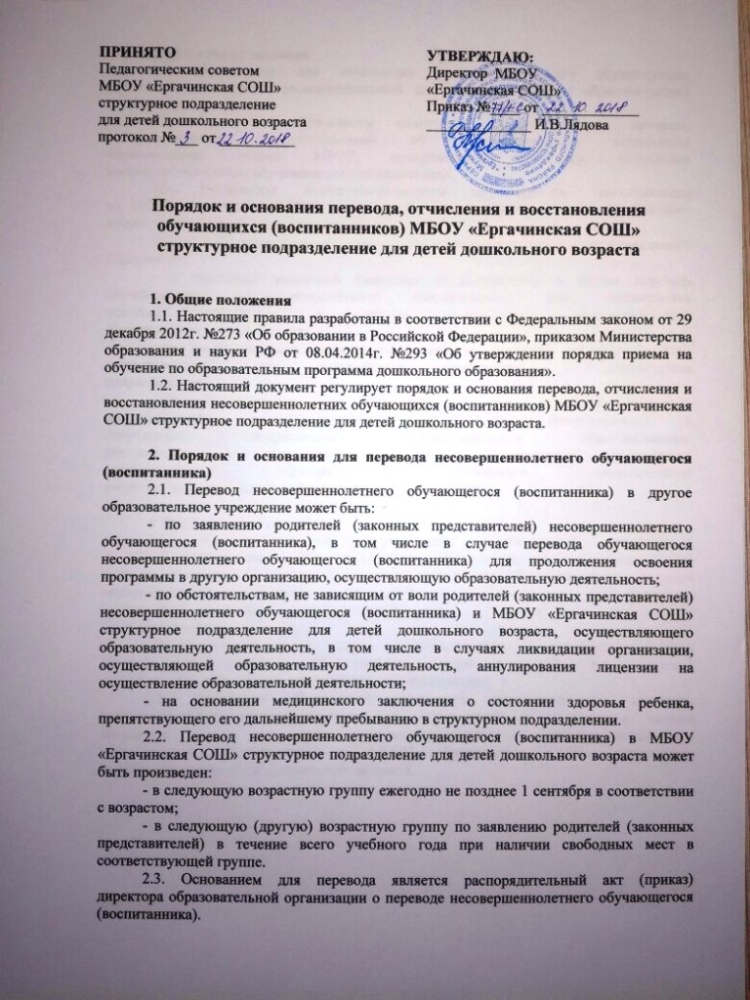 ПРИНЯТО
Педагогическим советом
МБОУ «Ергачинская СОШ»
структурное подразделение
для детей дошкольного возраста
протокол № 3 от 22.10.2018
УТВЕРЖДАЮ:
Директор МБОУ
«Ергачинская СОШ»
Приказ № от 22.10.2018
И.В.Лядова
Порядок и основания перевода, отчисления и восстановления
обучающихся (воспитанников) МБОУ «Ергачинская СОШ»
структурное подразделение для детей дошкольного возраста
1. Общие положения
1.1. Настоящие правила разработаны в соответствии с Федеральным законом от 29
декабря 2012г. №273 «Об образовании в Российской Федерации», приказом Министерства
образования и науки РФ от 08.04.2014г. №293 «Об утверждении порядка приема на
обучение по образовательным программа дошкольного образования».
1.2. Настоящий документ регулирует порядок и основания перевода, отчисления и
восстановления несовершеннолетних обучающихся (воспитанников) МБОУ «Ергачинская
СОШ» структурное подразделение для детей дошкольного возраста.
2. Порядок и основания для перевода несовершеннолетнего обучающегося
(воспитанника)
2.1. Перевод несовершеннолетнего обучающегося (воспитанника) в другое
образовательное учреждение может быть:
- по заявлению родителей (законных представителей) несовершеннолетнего
обучающегося (воспитанника), в том числе в случае перевода обучающегося
несовершеннолетнего обучающегося (воспитанника) для продолжения освоения
программы в другую организацию, осуществляющую образовательную деятельность;
- по обстоятельствам, не зависящим от воли родителей (законных представителей)
несовершеннолетнего обучающегося (воспитанника) и МБОУ «Ергачинская СОШ»
структурное подразделение для детей дошкольного возраста, осуществляющего
образовательную деятельность, в том числе в случаях ликвидации организации,
осуществляющей образовательную деятельность, аннулирования лицензии на
осуществление образовательной деятельности;
- на основании медицинского заключения о состоянии здоровья ребенка,
препятствующего его дальнейшему пребыванию в структурном подразделении.
2.2. Перевод несовершеннолетнего обучающегося (воспитанника) в МБОУ
«Ергачинская СОШ» структурное подразделение для детей дошкольного возраста может
быть произведен:
- в следующую возрастную группу ежегодно не позднее 1 сентября в соответствии
с возрастом;
- в следующую (другую) возрастную группу по заявлению родителей (законных
представителей) в течение всего учебного года при наличии свободных мест в
соответствующей группе.
2.3. Основанием для перевода является распорядительный акт (приказ)
директора образовательной организации о переводе несовершеннолетнего обучающегося
(воспитанника).